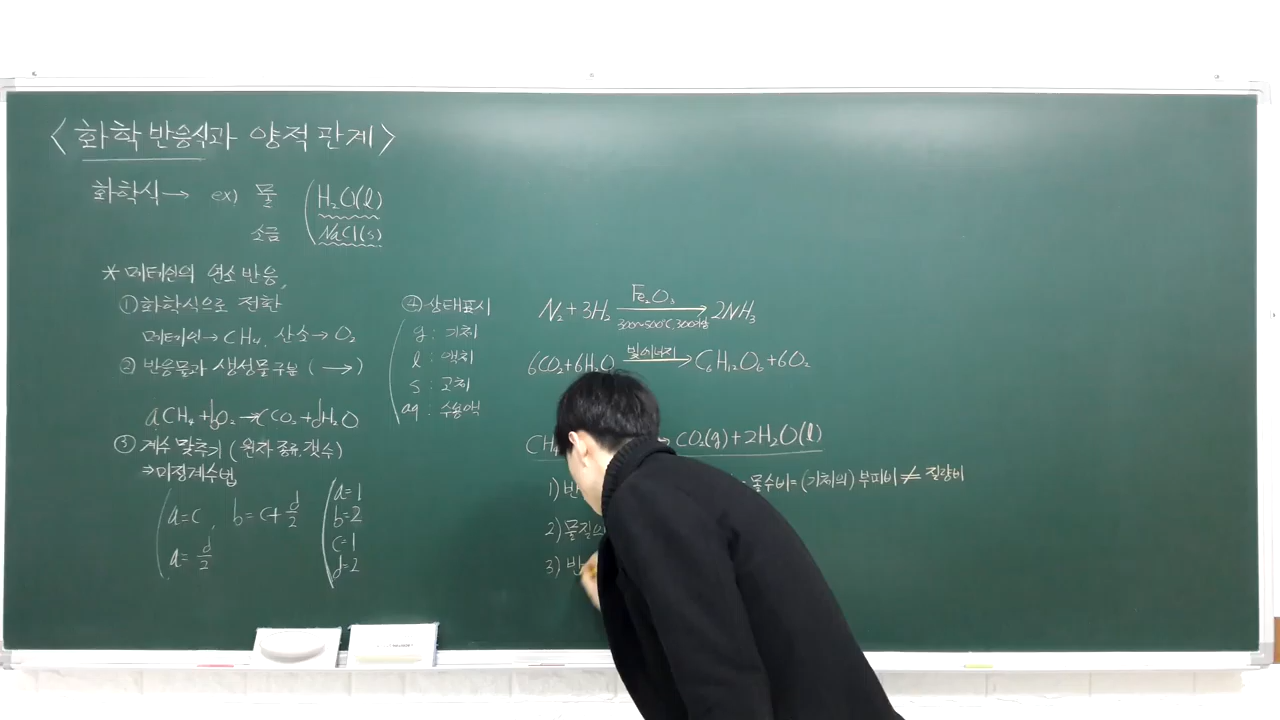 <화학 반응식과 양적 관계>
화학식→ ex) 물 H₂O(l)
소금 NaCl(s)
* 메테인의 연소 반응,
① 화학식으로 전환
메테인→CH₄, 산소→O₂
② 반응물과 생성물 구분 (→)
aCH₄+bO₂→cCO₂+dH₂O
③ 계수 맞추기 (원자 종류, 갯수)
⇒미정계수법
a=c, b=c+d/2
a=d/2
a=1
b=2
c=1
d=2
④ 상태표시
g : 기체
l : 액체
s : 고체
aq : 수용액
N₂+3H₂ → 2NH₃
Fe₂O₃
300~500℃, 300기압
6CO₂+6H₂O → C₆H₁₂O₆+6O₂
빛에너지
CH → CO₂(g)+2H₂O(l)
1) 반 = 몰수비=(기체의) 부피비≠ 질량비
2) 물질의
3) 반